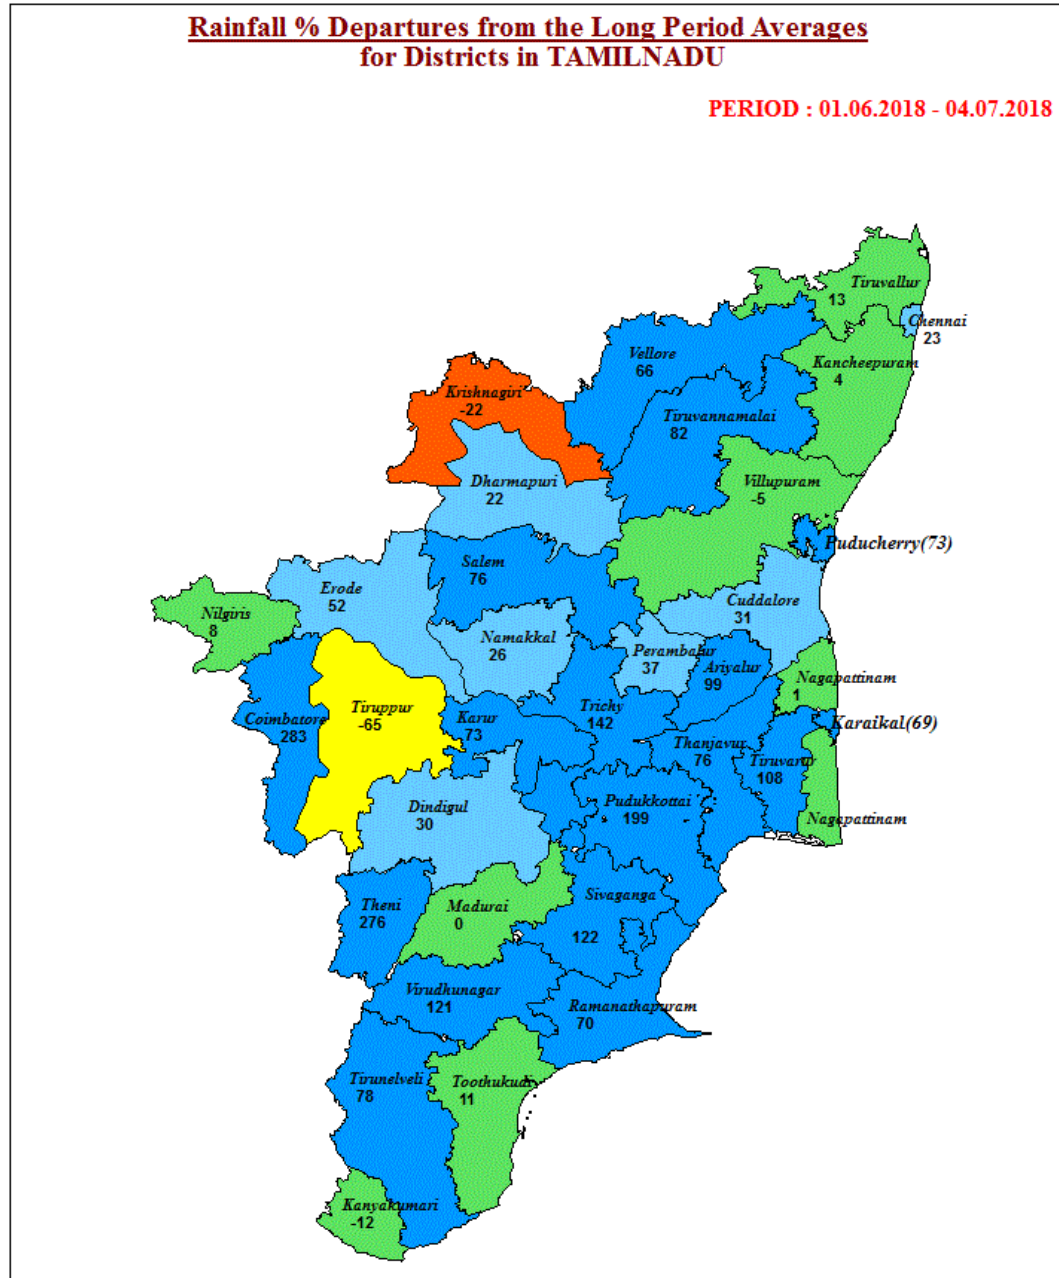 Rainfall % Departures from the Long Period Averages
for Districts in TAMILNADU
PERIOD : 01.06.2018 - 04.07.2018
Tiruvallur
13
Chennai
23
Vellore
66
Kancheepuram
4
Krishnagiri
-22
Tiruvannamalai
82
Dharmapuri
22
Villupuram
-5
Puducherry(73)
Salem
76
Erode
52
Cuddalore
31
Nilgiris
8
Namakkal
26
Perambalur
37
Ariyalur
99
Nagapattinam
1
Tiruppur
-65
Coimbatore
283
Karur
73
Trichy
142
Karaikal(69)
Thanjavur
76
Tiruvarur
108
Dindigul
30
Pudukkottai
199
Nagapattinam
Theni
276
Madurai
0
Sivaganga
122
Virudhunagar
121
Ramanathapuram
70
Tirunelveli
78
Toothukudi
11
Kanyakumari
-12